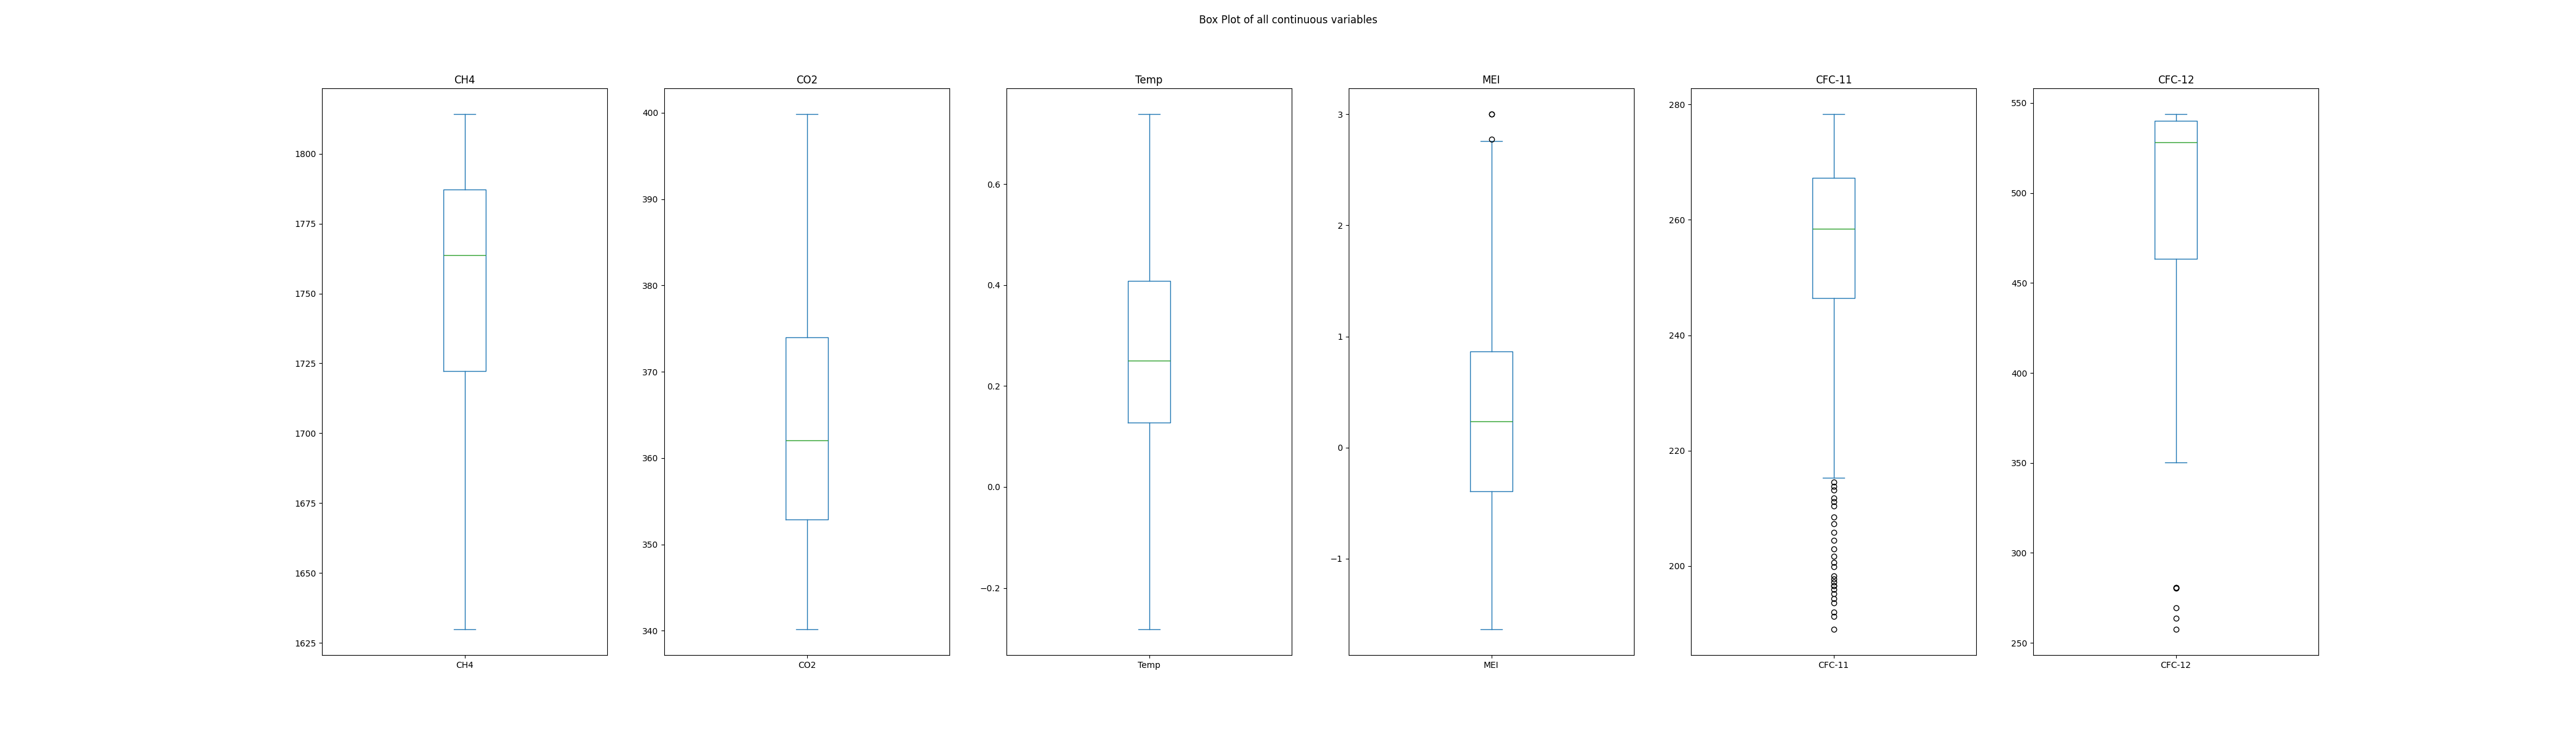 Box Plot of all continuous variables
CH4
1800
1775
1750
1725
1700
1675
1650
1625
CH4
CO2
400
390
380
370
360
350
340
CO2
Temp
0.6
0.4
0.2
0.0
−0.2
Temp
MEI
3
2
1
0
−1
MEI
CFC-11
280
260
240
220
200
CFC-11
CFC-12
550
500
450
400
350
300
250
CFC-12